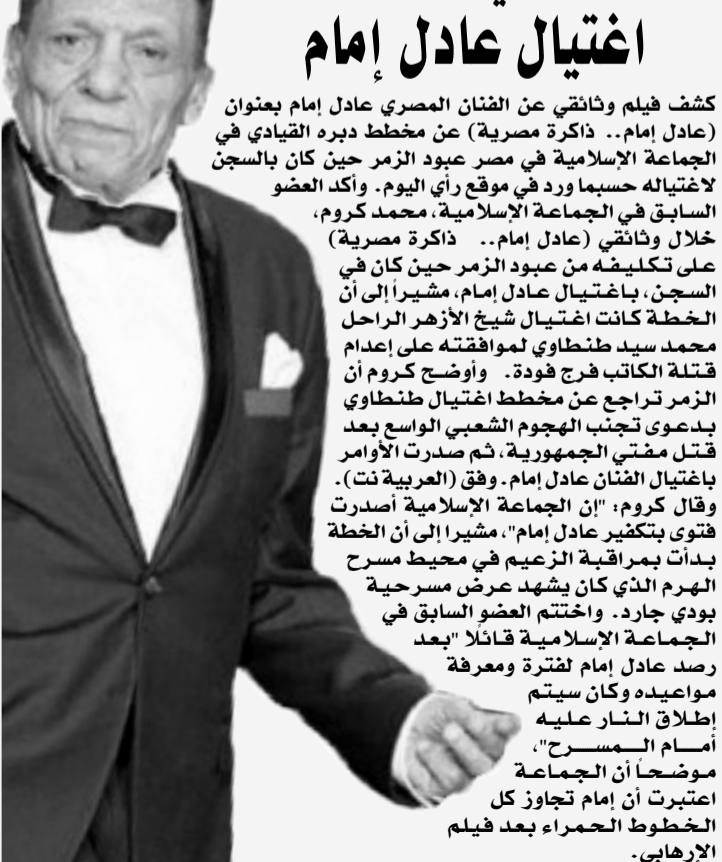 اغتيال عادل إمام
كشف فيلم وثائقي عن الفنان المصري عادل إمام بعنوان
(عادل إمام.. ذاكرة مصرية) عن مخطط دبره القيادي في
الجماعة الإسلامية في مصر عبود الزمر حين كان بالسجن
لاغتياله حسبما ورد في موقع رأي اليوم. وأكد العضو
السابق في الجماعة الإسلامية، محمد كروم،
خلال وثائقي (عادل إمام.. ذاكرة مصرية)
على تكليفه من عبود الزمر حين كان في
السجن، باغتيال عادل إمام، مشيراً إلى أن
الخطة كانت اغتيال شيخ الأزهر الراحل
محمد سيد طنطاوي لموافقته على إعدام
قتلة الكاتب فرج فودة. وأوضح كروم أن
الزمر تراجع عن مخطط اغتيال طنطاوي
بدعوى تجنب الهجوم الشعبي الواسع بعد
قتل مفتي الجمهورية، ثم صدرت الأوامر
باغتيال الفنان عادل إمام. وفق (العربية نت).
وقال كروم: "إن الجماعة الإسلامية أصدرت
فتوى بتكفير عادل إمام"، مشيرا إلى أن الخطة
بدأت بمراقبة الزعيم في محيط مسرح
الهرم الذي كان يشهد عرض مسرحية
بودي جارد. واختتم العضو السابق في
الجماعة الإسلامية قائلًا "بعد
رصد عادل إمام لفترة ومعرفة
مواعيده وكان سيتم
إطلاق النار عليه
أمام المسرح"،
موضحاً أن الجماعة
اعتبرت أن إمام تجاوز كل
الخطوط الحمراء بعد فيلم
الإرهابي.